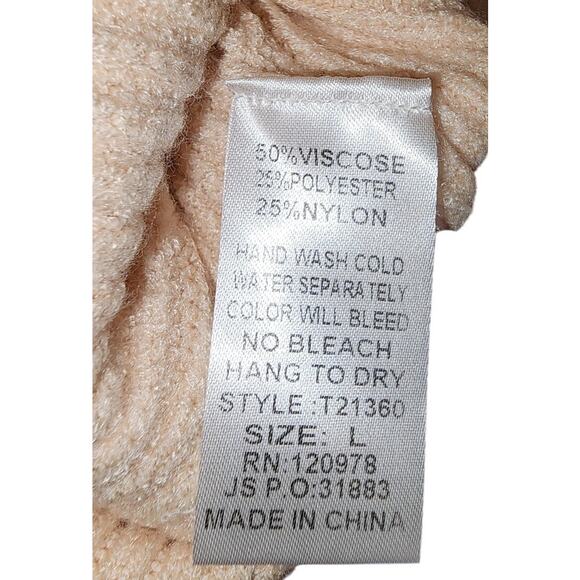 50%VISCOSE
25%POLYESTER
25%NYLON
HAND WASH COLD
WATER SEPARATELY
COLOR WILL BLEED
NO BLEACH
HANG TO DRY
STYLE :T21360
SIZE: L
RN:120978
JS P.O:31883
MADE IN CHINA